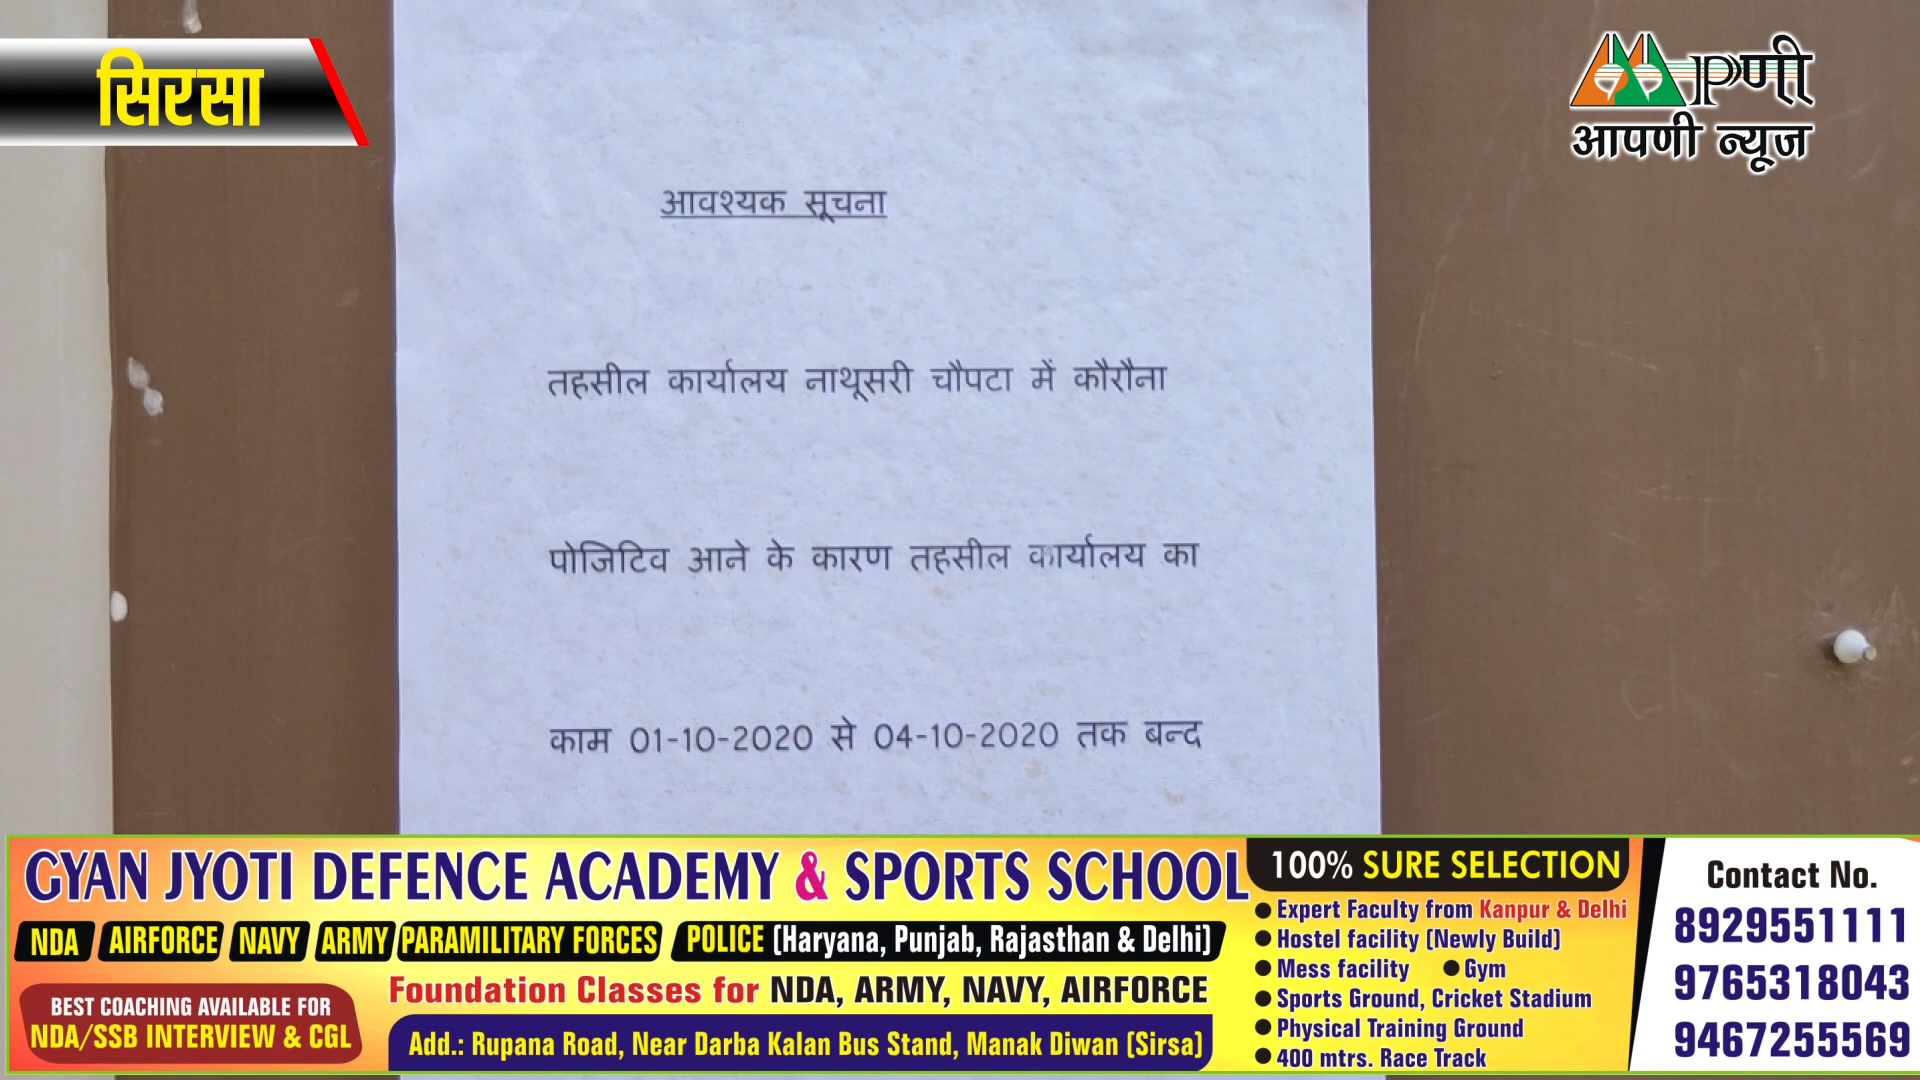 सिरसा
Apणी
आपणी न्यूज
आवश्यक सूचना
तहसील कार्यालय नाथूसरी चौपटा में कौरौना
पोजिटिव आने के कारण तहसील कार्यालय का
काम 01-10-2020 से 04-10-2020 तक बन्द
GYAN JYOTI DEFENCE ACADEMY & SPORTS SCHOOL
NDA AIRFORCE NAVY ARMY PARAMILITARY FORCES POLICE (Haryana, Punjab, Rajasthan & Delhi)
BEST COACHING AVAILABLE FOR
NDA/SSB INTERVIEW & CGL
Foundation Classes for NDA, ARMY, NAVY, AIRFORCE
Add.: Rupana Road, Near Darba Kalan Bus Stand, Manak Diwan (Sirsa)
100% SURE SELECTION
● Expert Faculty from Kanpur & Delhi
● Hostel facility (Newly Build)
● Mess facility ● Gym
● Sports Ground, Cricket Stadium
● Physical Training Ground
● 400 mtrs. Race Track
Contact No.
8929551111
9765318043
9467255569